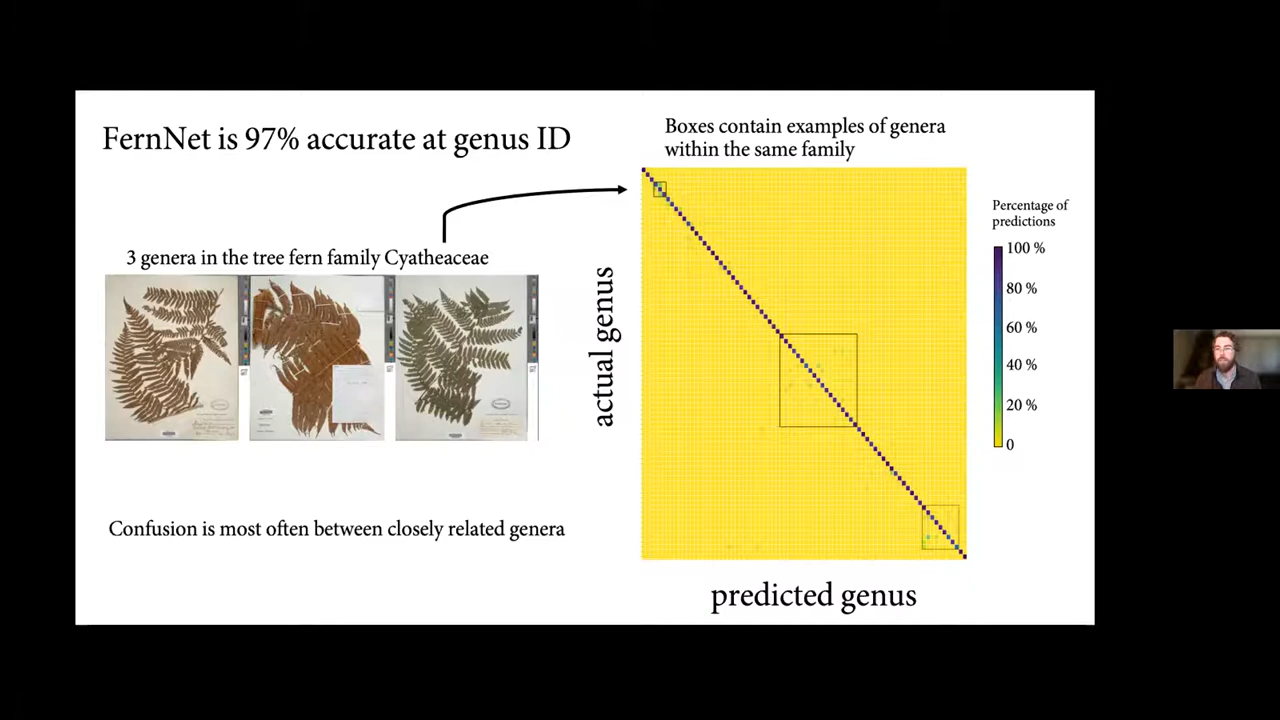 FernNet is 97% accurate at genus ID
3 genera in the tree fern family Cyatheaceae
Confusion is most often between closely related genera
Boxes contain examples of genera
within the same family
actual genus
predicted genus
Percentage of
predictions
100 %
80 %
60 %
40 %
20 %
0